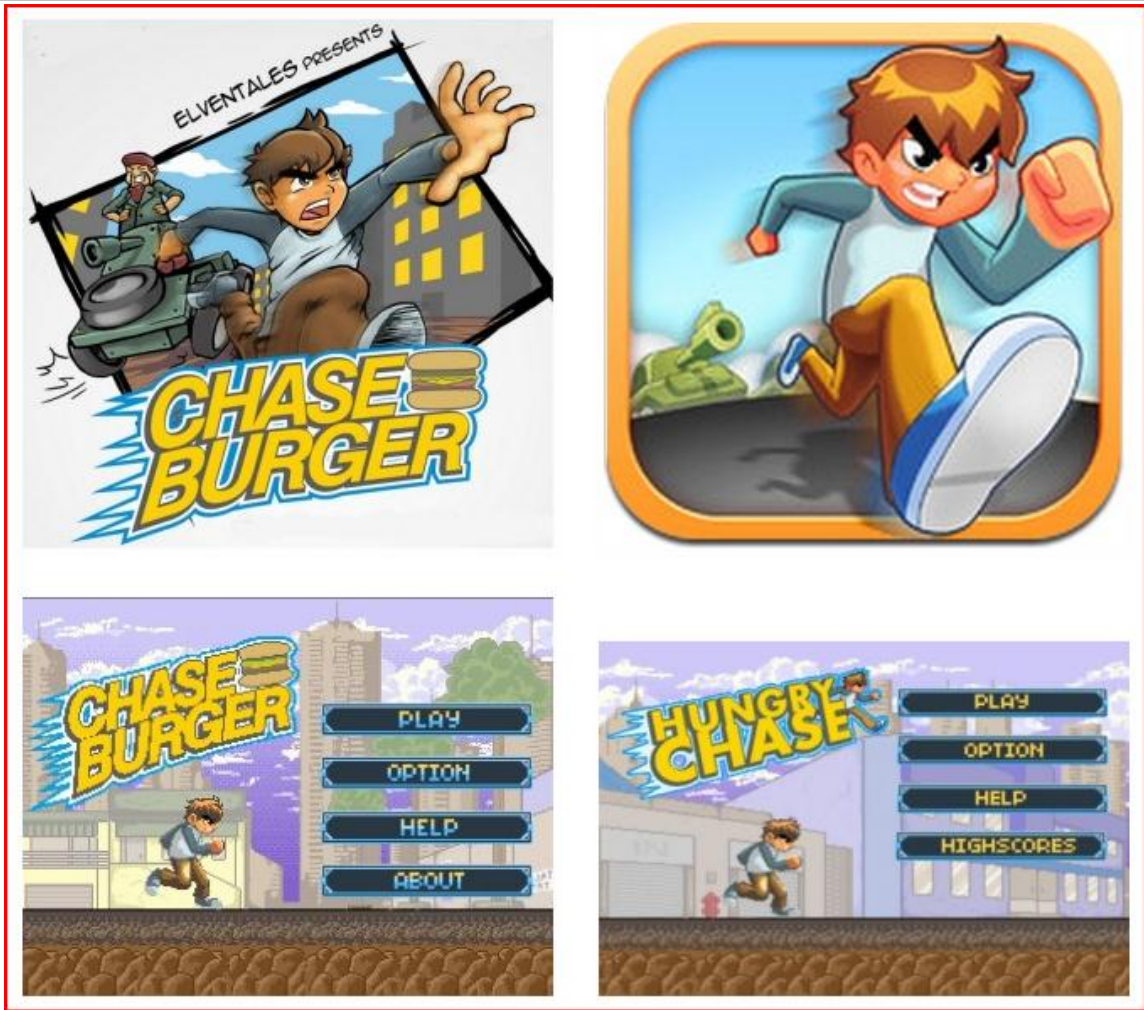 ELVENTALES PRESENTS
CHASE
BURGER
CHASE
BURGER
PLAY
OPTION
HELP
ABOUT
HUNGRY
CHASE
PLAY
OPTION
HELP
HIGHSCORES